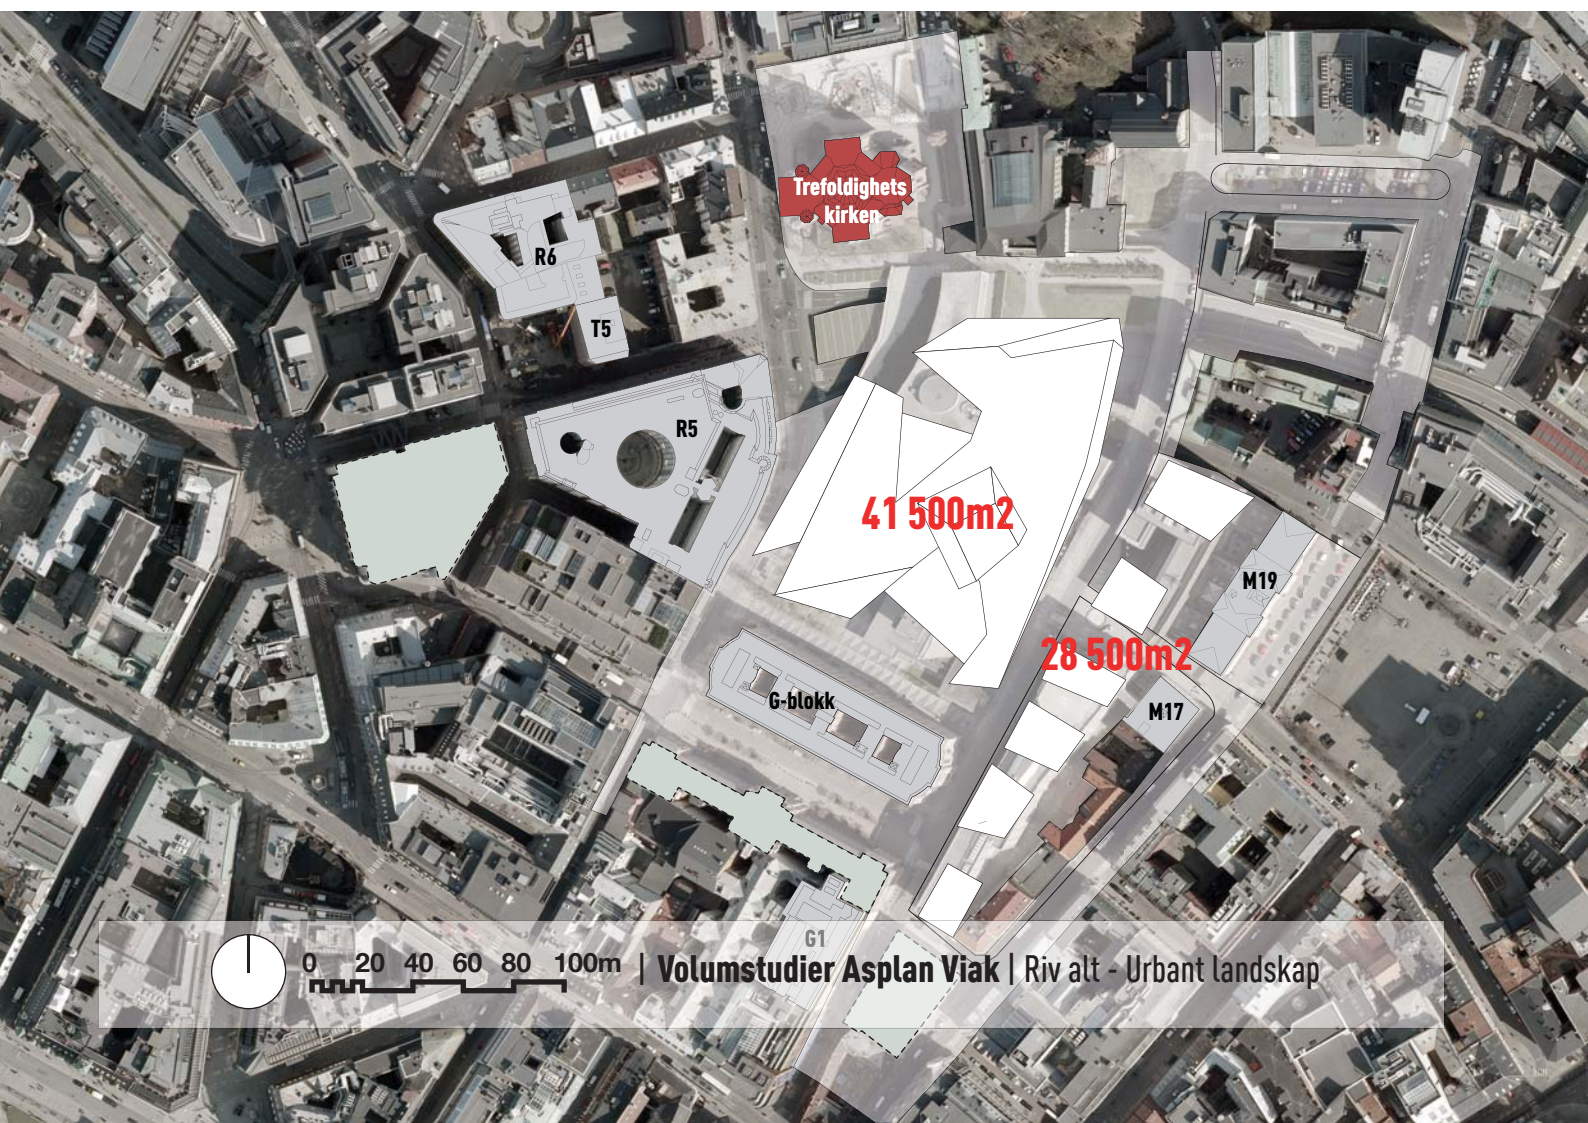 Trefoldighets
kirken
R6
T5
R5
41 500m2
M19
28 500m2
G-blokk
M17
G1
0 20 40 60 80 100m | Volumstudier Asplan Viak | Riv alt - Urbant landskap